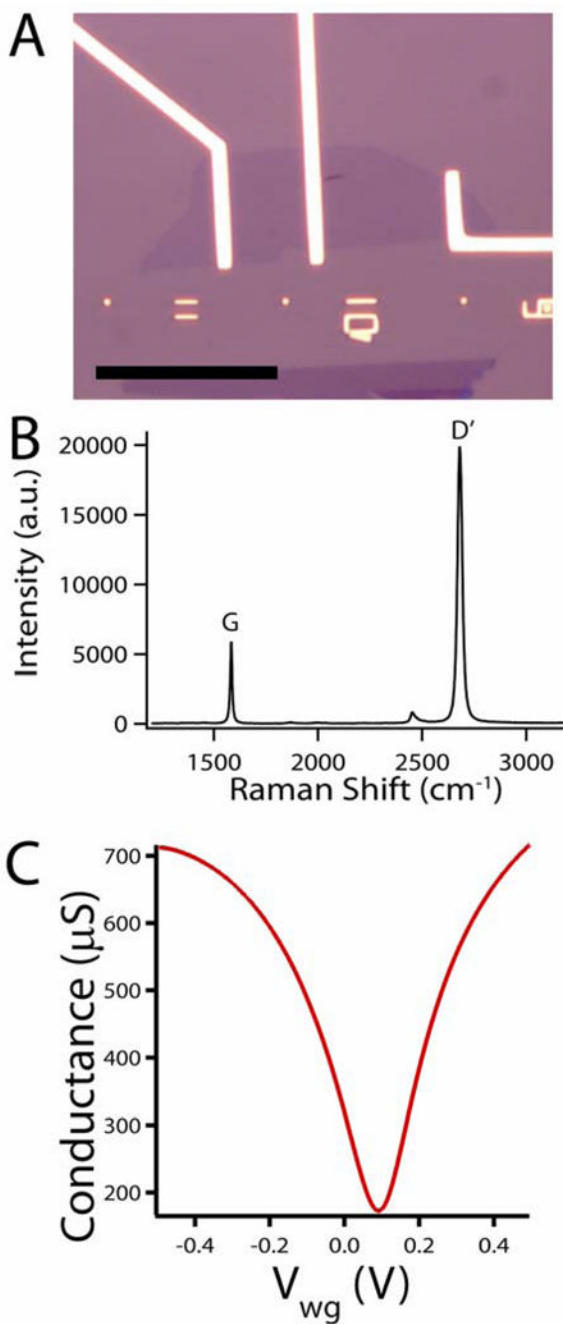 A
B
D'
20000
15000
10000
5000
0
G
Intensity (a.u.)
1500 2000 2500 3000
Raman Shift (cm⁻¹)
C
700
600
500
400
300
200
Conductance (μS)
-0.4 -0.2 0.0 0.2 0.4
V_wg (V)